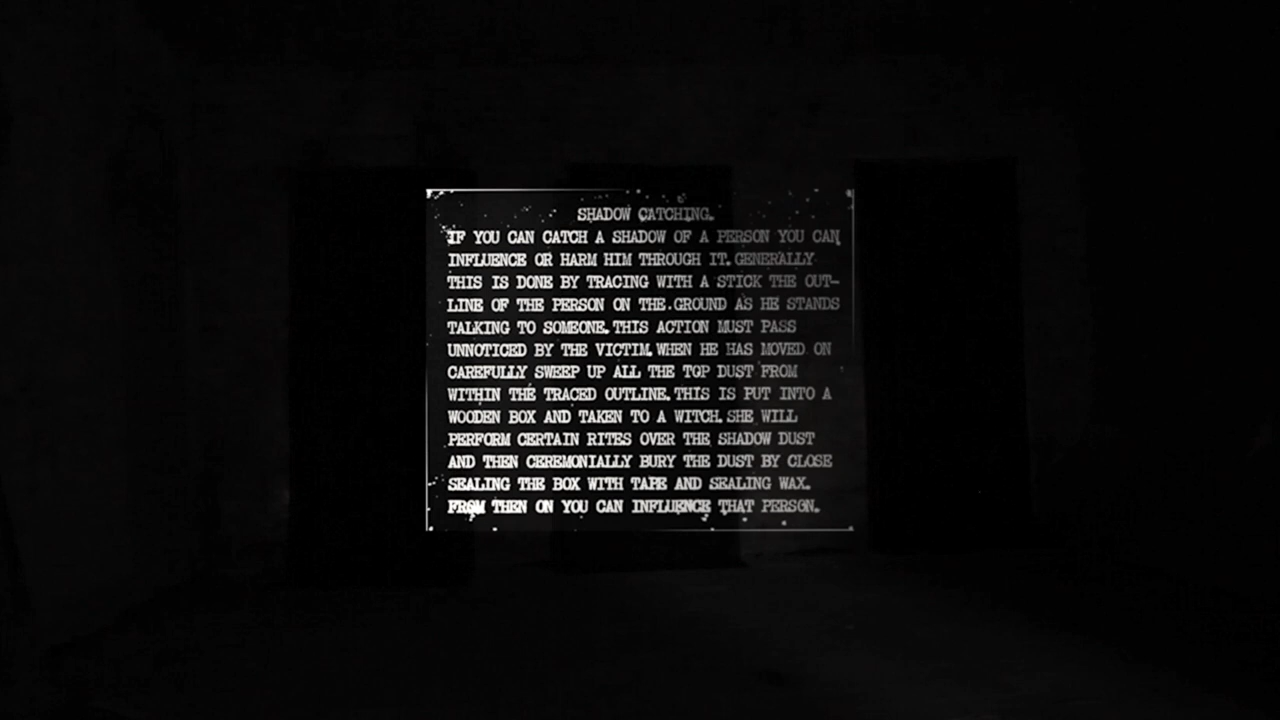 SHADOW CATCHING.
IF YOU CAN CATCH A SHADOW OF A PERSON YOU CAN
INFLUENCE OR HARM HIM THROUGH IT. GENERALLY
THIS IS DONE BY TRACING WITH A STICK THE OUT-
LINE OF THE PERSON ON THE.GROUND AS HE STANDS
TALKING TO SOMEONE. THIS ACTION MUST PASS
UNNOTICED BY THE VICTIM. WHEN HE HAS MOVED ON
CAREFULLY SWEEP UP ALL THE TOP DUST FROM
WITHIN THE TRACED OUTLINE. THIS IS PUT INTO A
WOODEN BOX AND TAKEN TO A WITCH. SHE WILL
PERFORM CERTAIN RITES OVER THE SHADOW DUST
AND THEN CEREMONIALLY BURY THE DUST BY CLOSE
SEALING THE BOX WITH TAPE AND SEALING WAX.
FROM THEN ON YOU CAN INFLUENCE THAT PERSON.